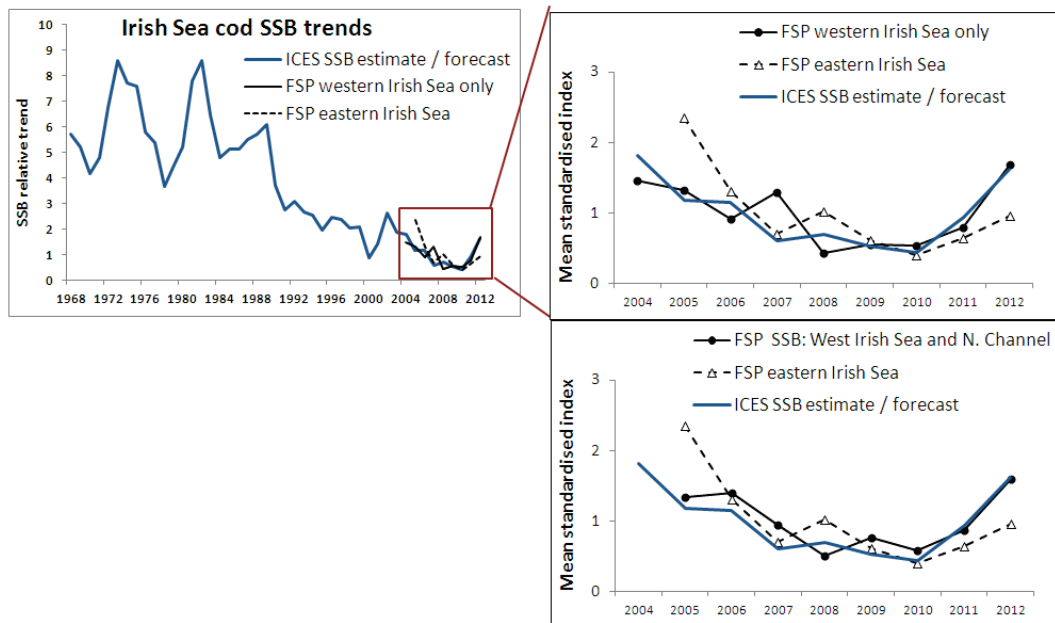 Irish Sea cod SSB trends
ICES SSB estimate / forecast
FSP western Irish Sea only
FSP eastern Irish Sea
SSB relative trend
10
9
8
7
6
5
4
3
2
1
0
1968 1972 1976 1980 1984 1988 1992 1996 2000 2004 2008 2012
FSP western Irish Sea only
FSP eastern Irish Sea
ICES SSB estimate / forecast
Mean standardised index
3
2
1
0
2004 2005 2006 2007 2008 2009 2010 2011 2012
FSP SSB: West Irish Sea and N. Channel
FSP eastern Irish Sea
ICES SSB estimate / forecast
Mean standardised index
3
2
1
0
2004 2005 2006 2007 2008 2009 2010 2011 2012